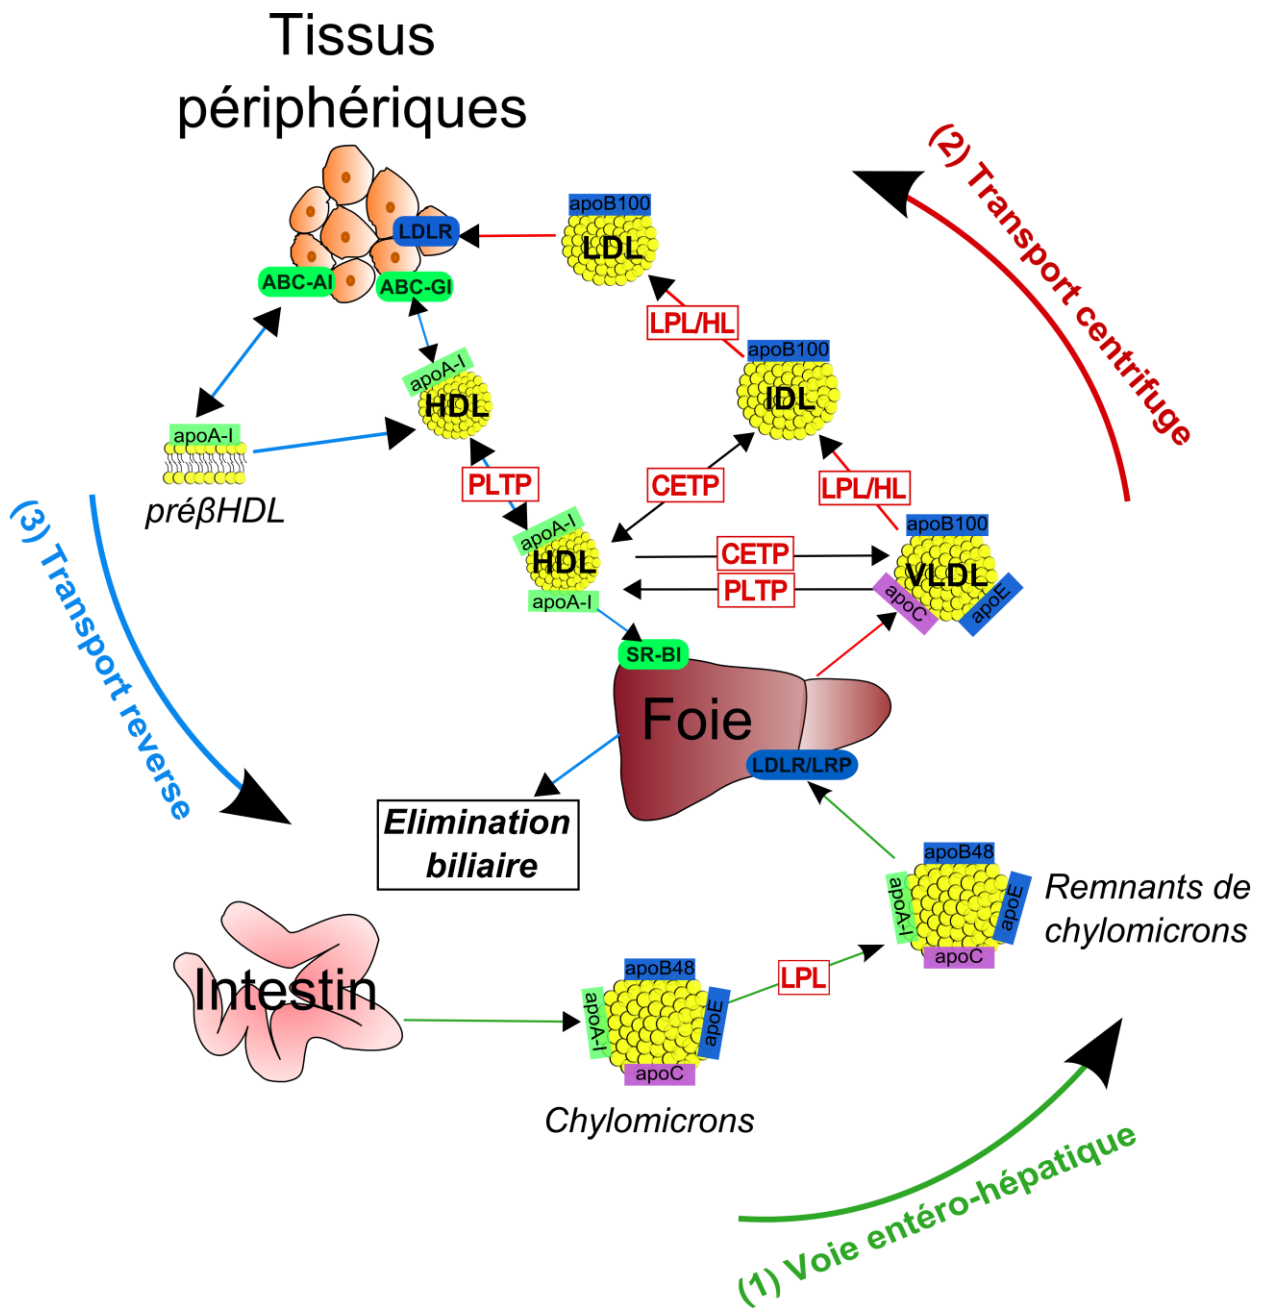 Tissus
périphériques
(2) Transport centrifuge
apoB100
LDL
LDLR
ABC-AI
ABC-GI
LPL/HL
apoB100
IDL
apoA-I
HDL
apoA-I
préβHDL
PLTP
CETP
LPL/HL
apoB100
VLDL
apoC
apoE
apoA-I
HDL
apoA-I
CETP
PLTP
(3) Transport reverse
SR-BI
Foie
LDLR/LRP
Elimination
biliaire
apoB48
apoA-I
apoE
apoC
Remnants de
chylomicrons
Intestin
apoB48
apoA-I
apoE
apoC
LPL
Chylomicrons
(1) Voie entéro-hépatique